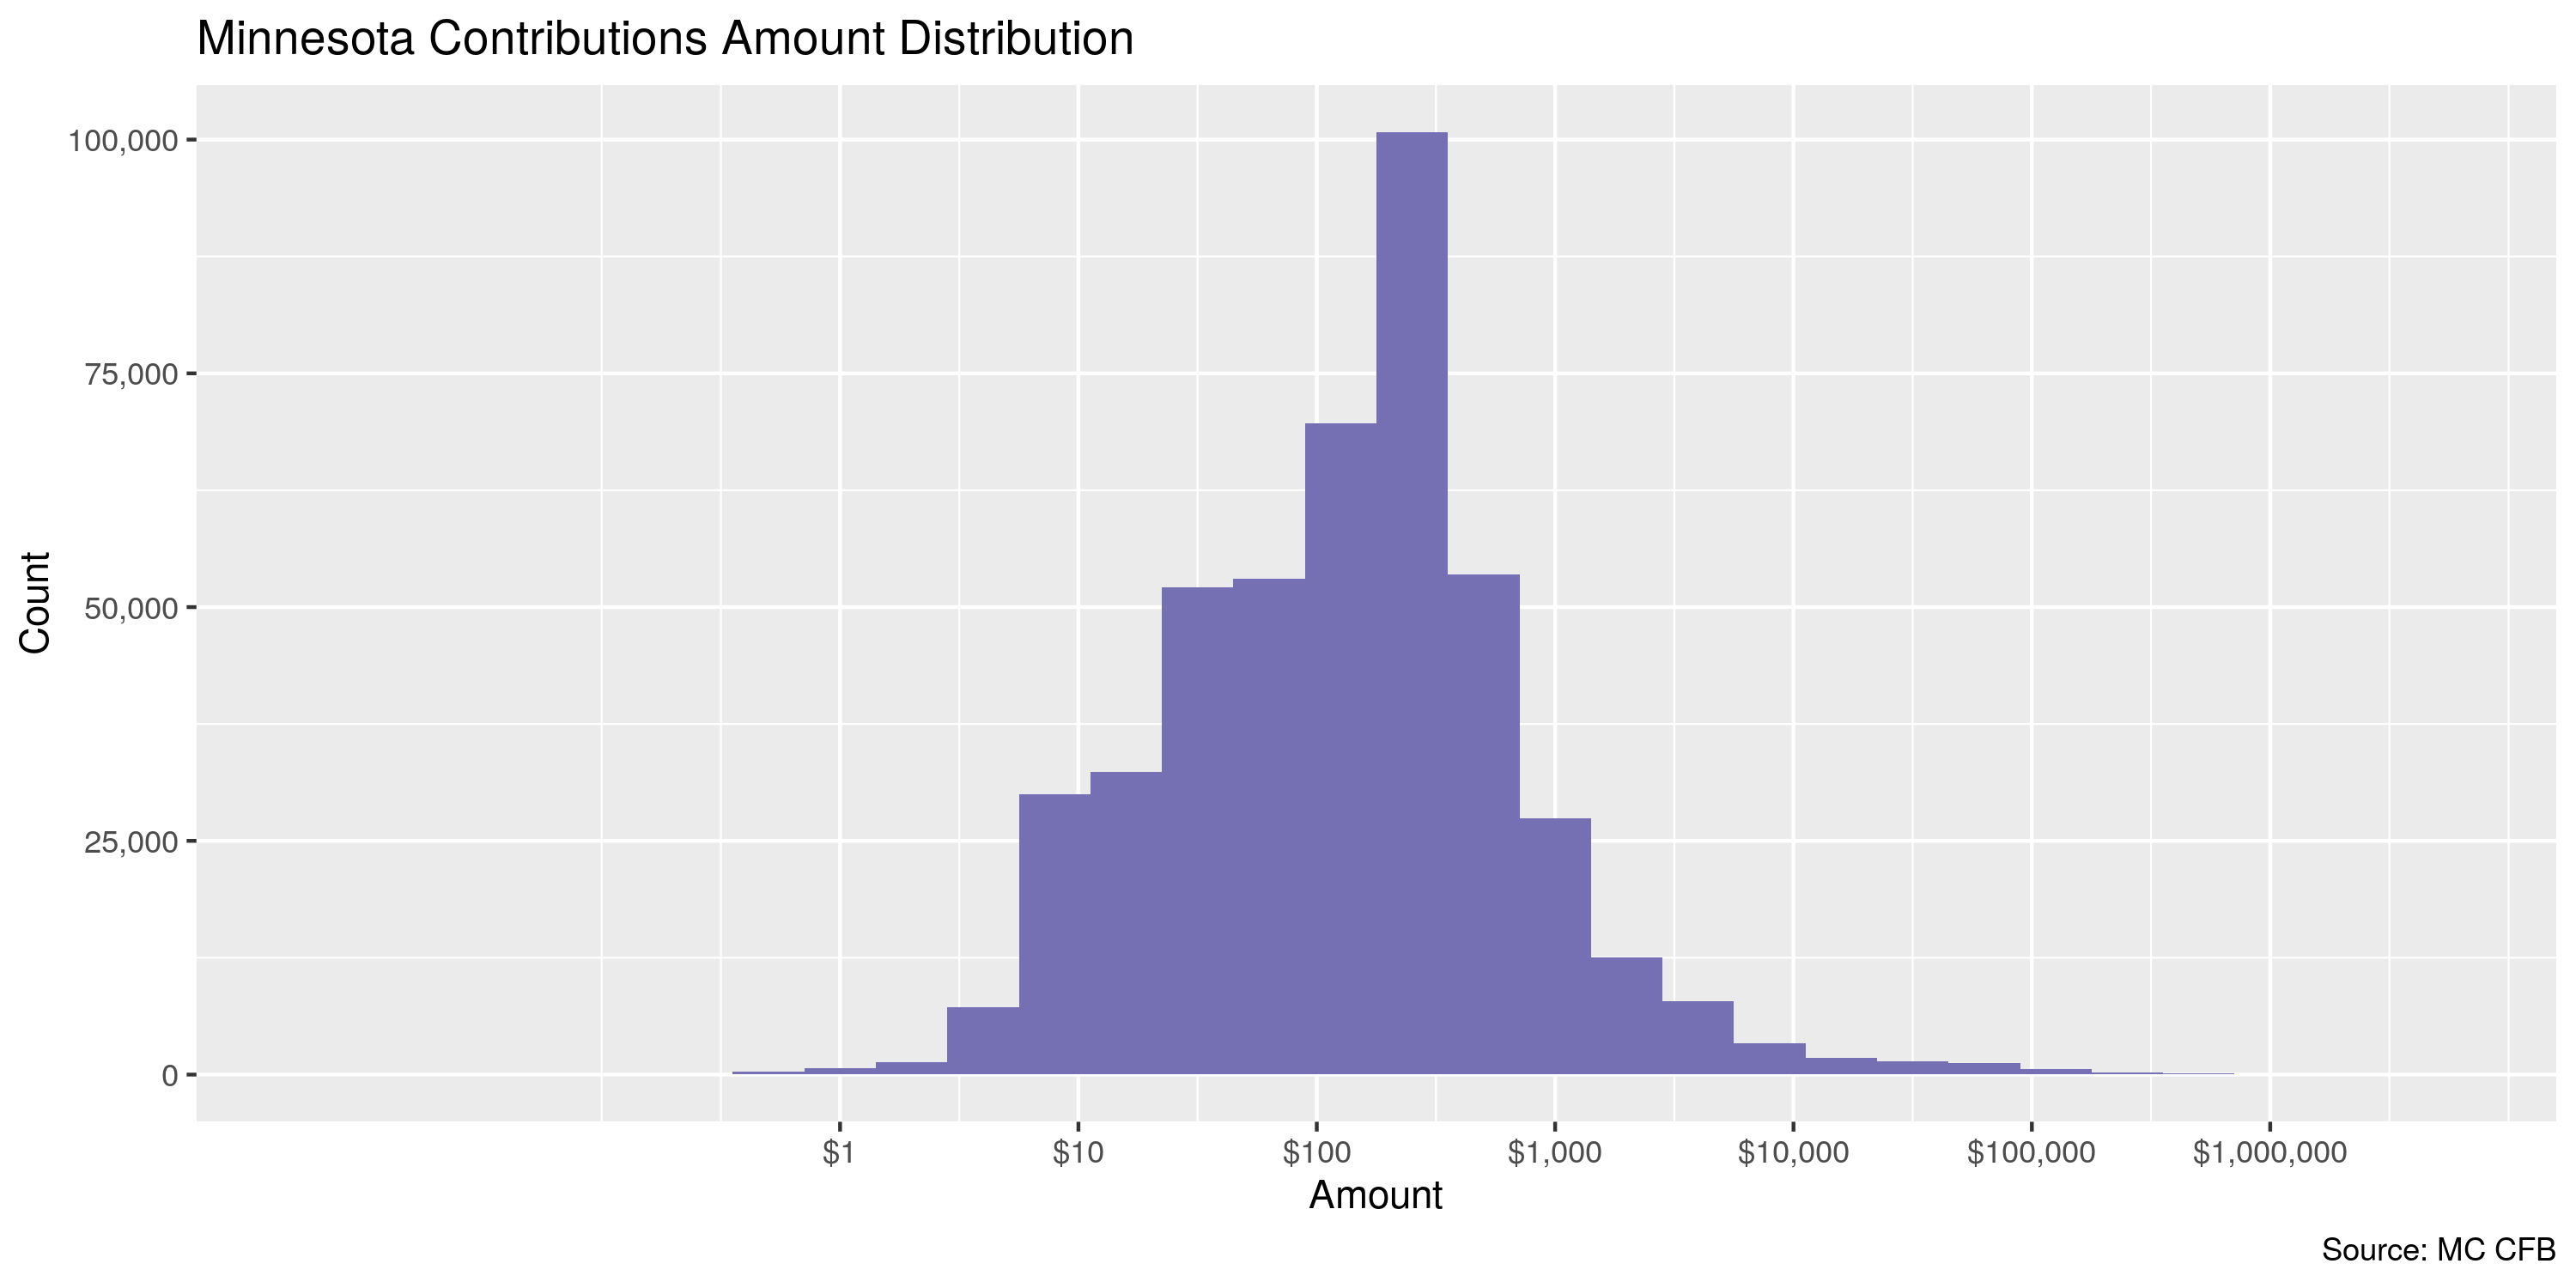 Minnesota Contributions Amount Distribution
100,000
75,000
50,000
25,000
0
Count
$1 $10 $100 $1,000 $10,000 $100,000 $1,000,000
Amount
Source: MC CFB